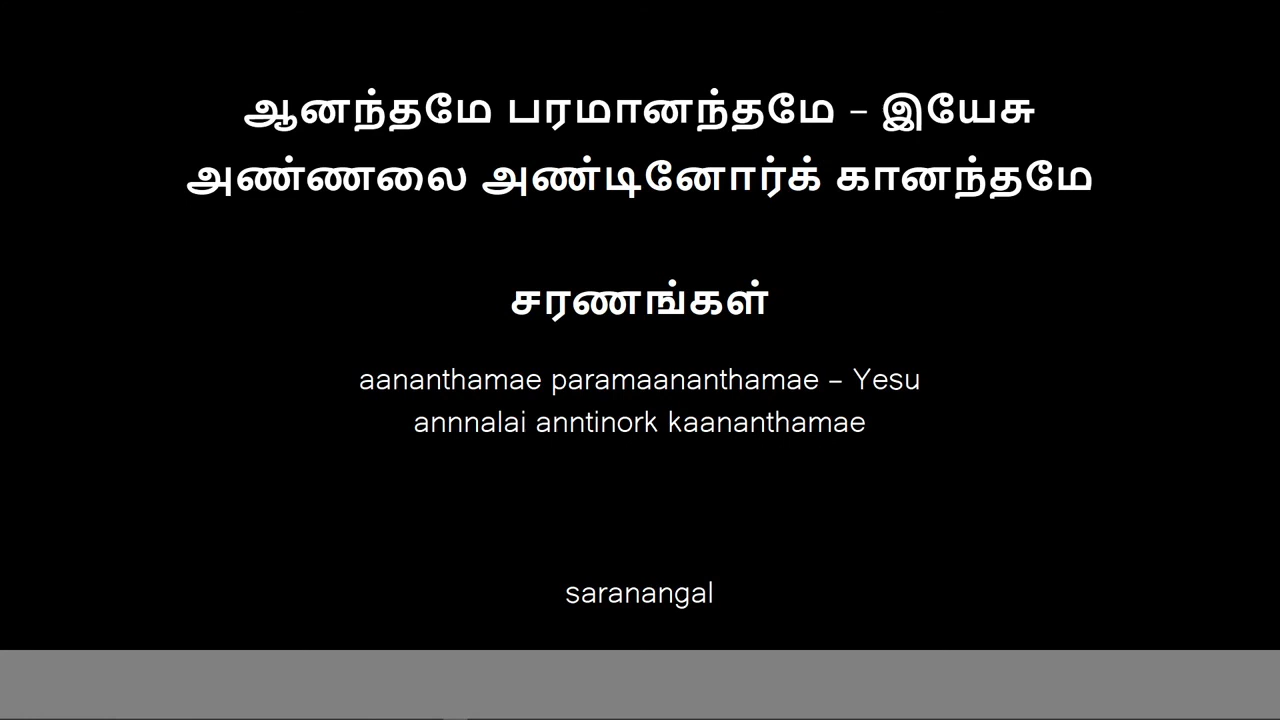 ஆனந்தமே பரமானந்தமே – இயேசு
அண்ணலை அண்டினோர்க் கானந்தமே
சரணங்கள்
aananthamae paramaananthamae – Yesu
annnalai anntinork kaananthamae
saranangal